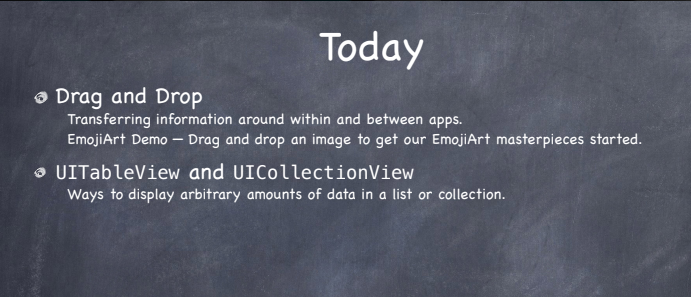 Today
Drag and Drop
Transferring information around within and between apps.
EmojiArt Demo — Drag and drop an image to get our EmojiArt masterpieces started.
UITableView and UICollectionView
Ways to display arbitrary amounts of data in a list or collection.